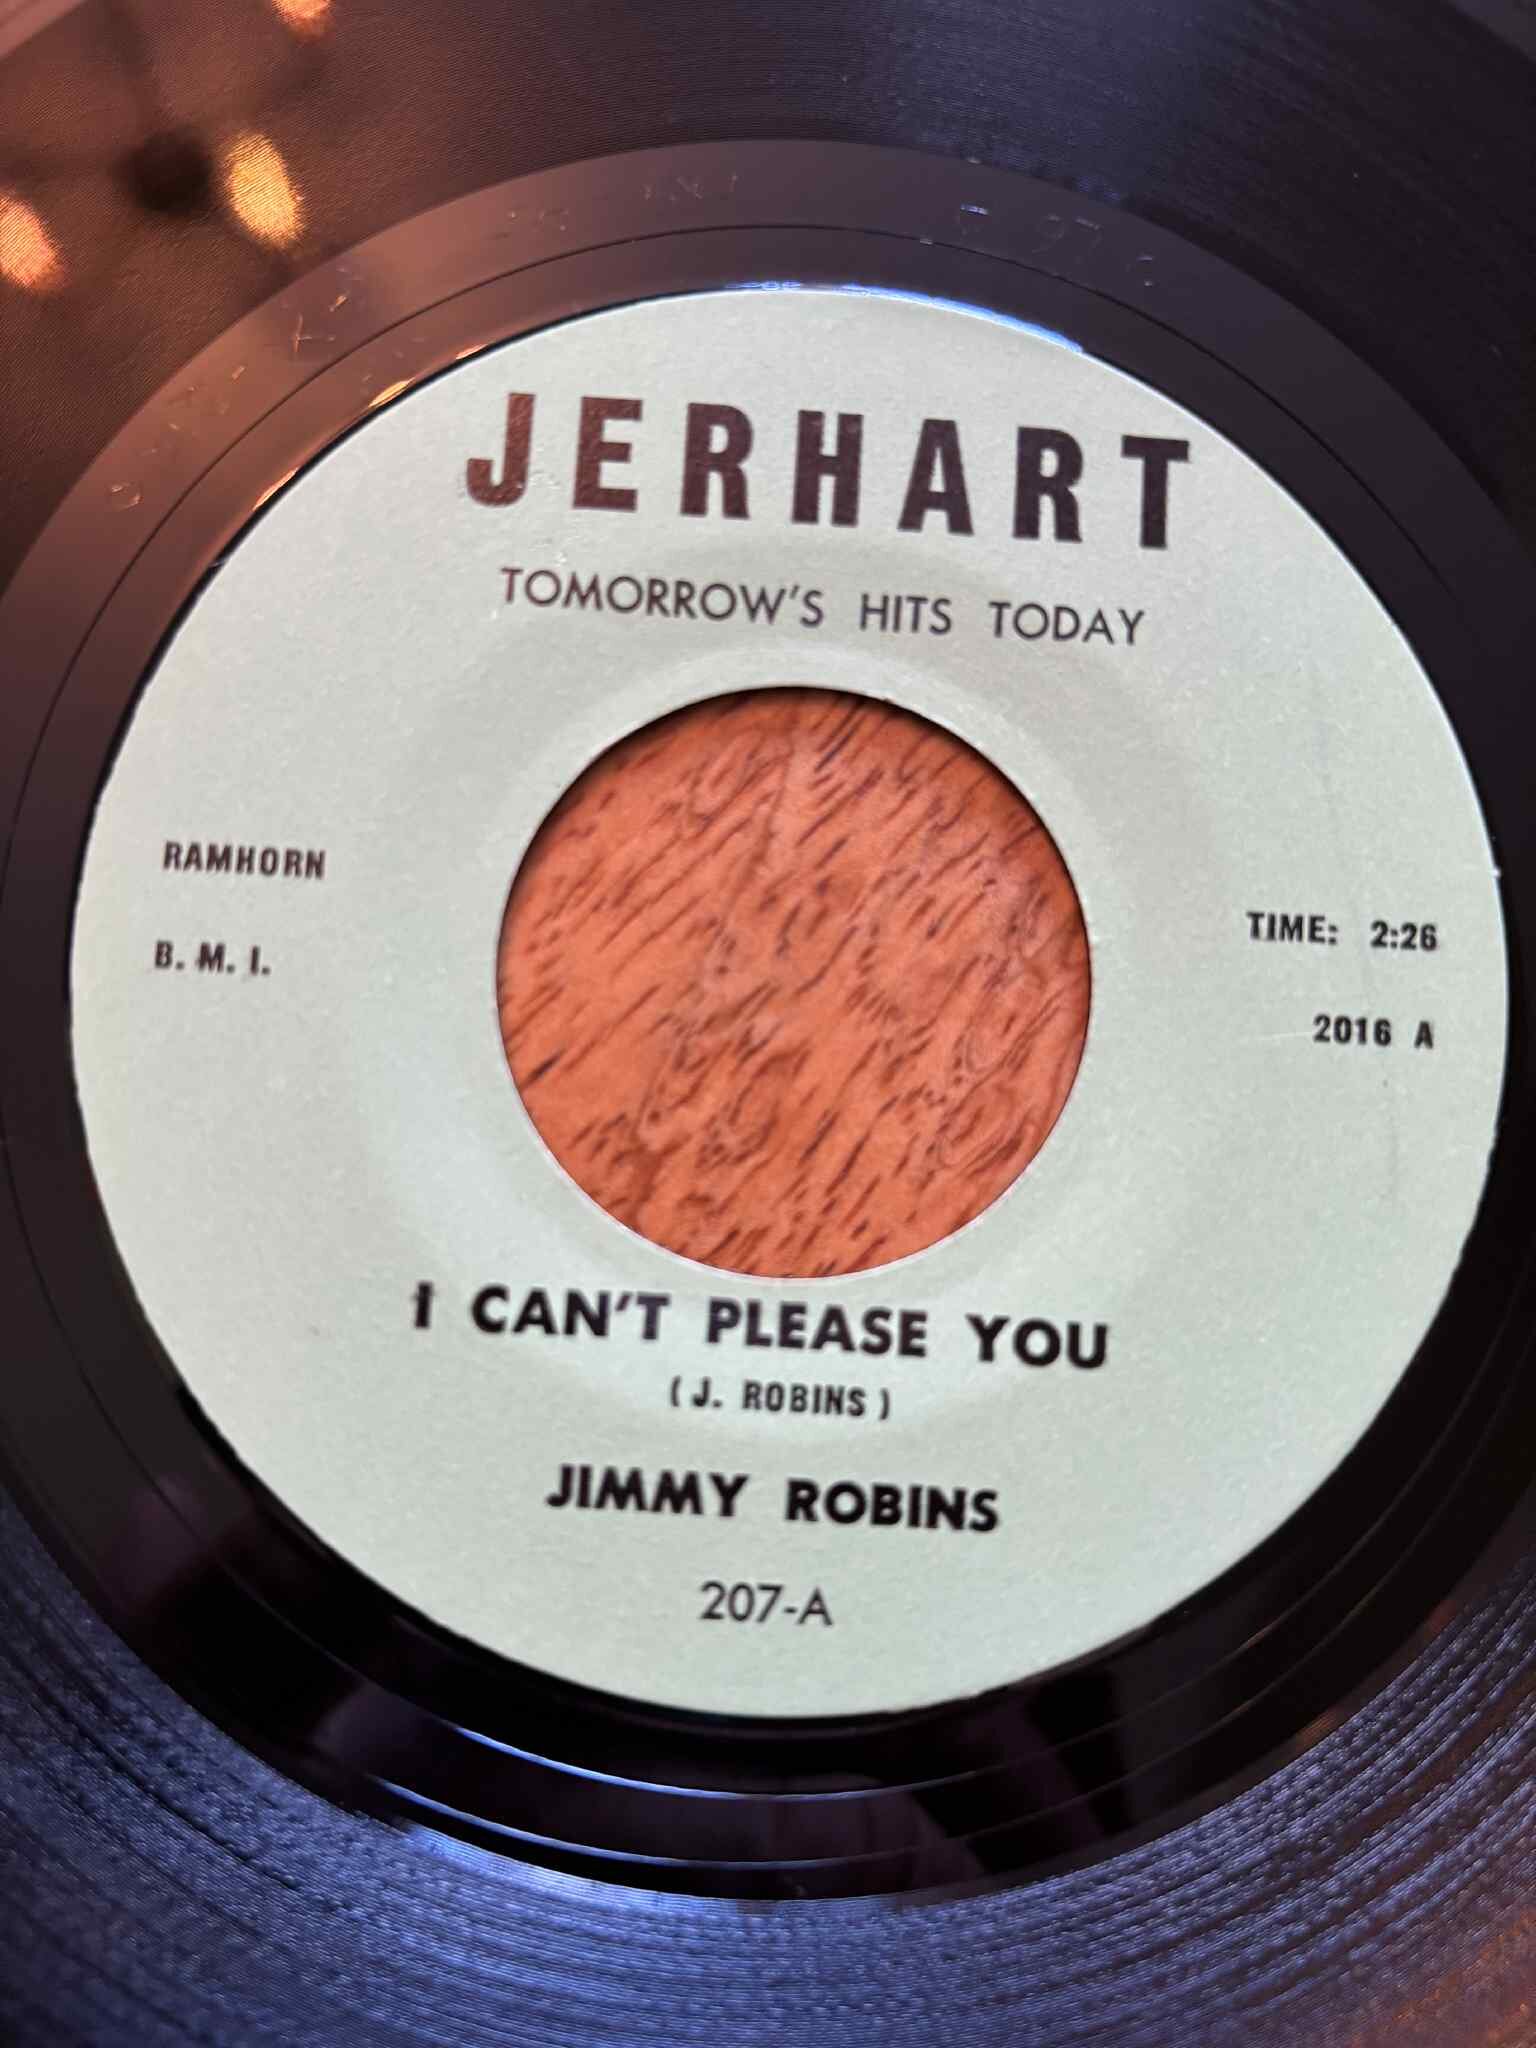 JERHART
TOMORROW'S HITS TODAY
RAMHORN
B. M. I.
TIME: 2:26
2016 A
I CAN'T PLEASE YOU
( J. ROBINS )
JIMMY ROBINS
207-A